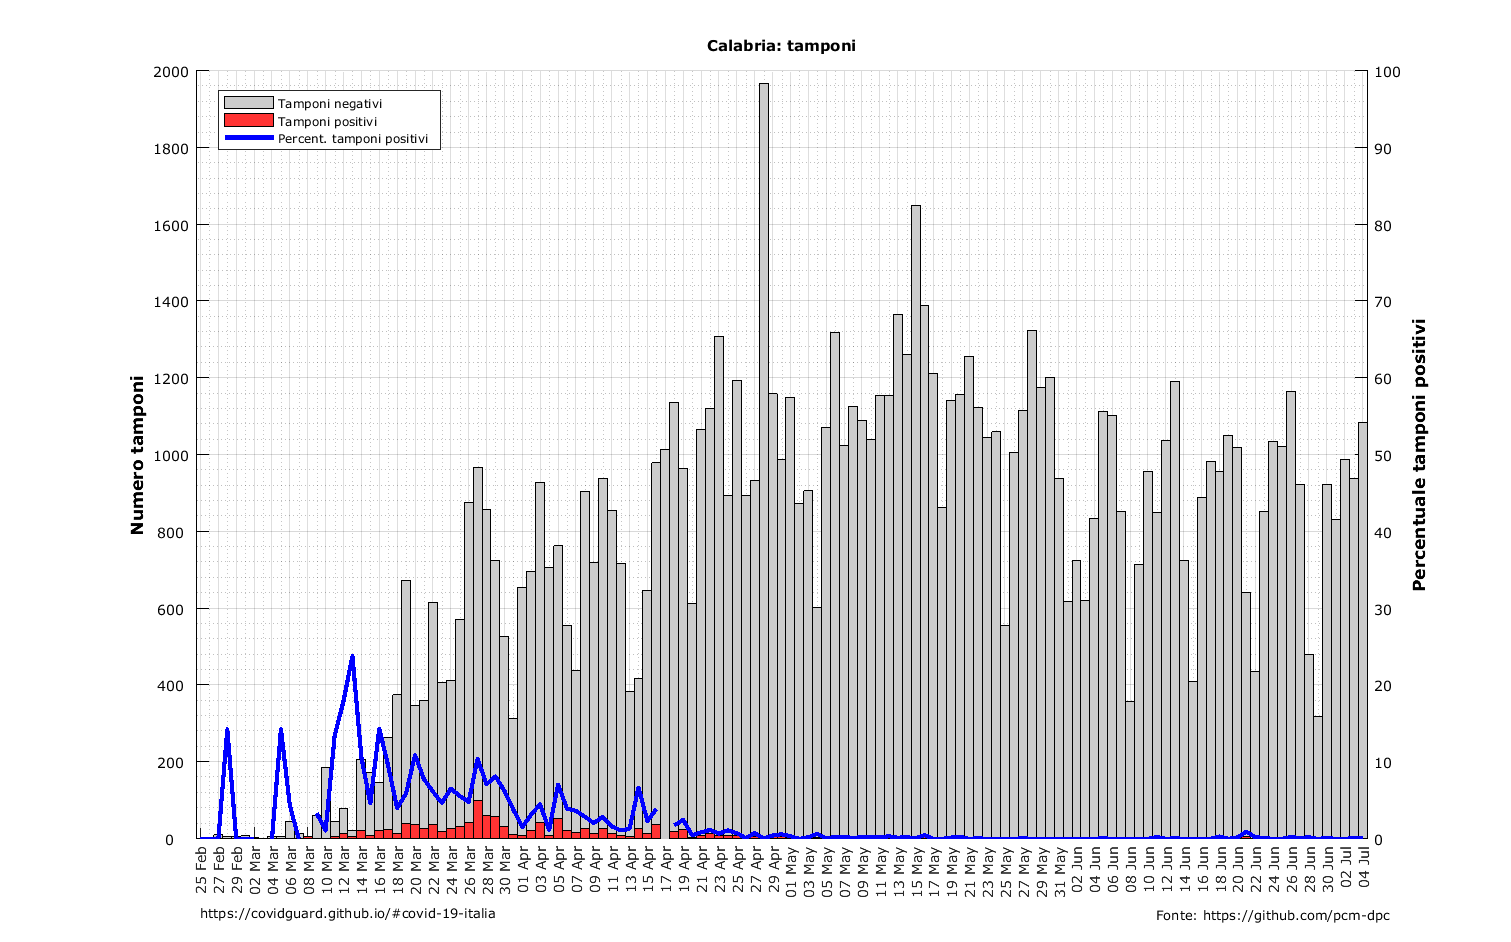 Calabria: tamponi
2000
1800
1600
1400
1200
1000
800
600
400
200
0
100
90
80
70
60
50
40
30
20
10
0
Tamponi negativi
Tamponi positivi
Percent. tamponi positivi
Numero tamponi
Percentuale tamponi positivi
25 Feb
27 Feb
29 Feb
02 Mar
04 Mar
06 Mar
08 Mar
10 Mar
12 Mar
14 Mar
16 Mar
18 Mar
20 Mar
22 Mar
24 Mar
26 Mar
28 Mar
30 Mar
01 Apr
03 Apr
05 Apr
07 Apr
09 Apr
11 Apr
13 Apr
15 Apr
17 Apr
19 Apr
21 Apr
23 Apr
25 Apr
27 Apr
29 Apr
01 May
03 May
05 May
07 May
09 May
11 May
13 May
15 May
17 May
19 May
21 May
23 May
25 May
27 May
29 May
31 May
02 Jun
04 Jun
06 Jun
08 Jun
10 Jun
12 Jun
14 Jun
16 Jun
18 Jun
20 Jun
22 Jun
24 Jun
26 Jun
28 Jun
30 Jun
02 Jul
04 Jul
https://covidguard.github.io/#covid-19-italia
Fonte: https://github.com/pcm-dpc